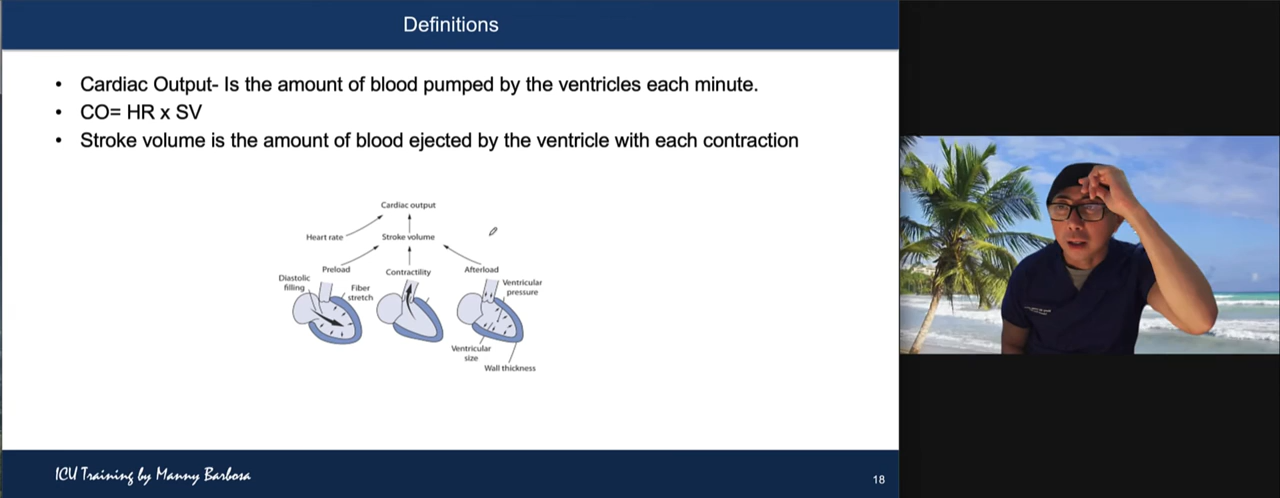 Definitions
• Cardiac Output- Is the amount of blood pumped by the ventricles each minute.
• CO= HR x SV
• Stroke volume is the amount of blood ejected by the ventricle with each contraction
Cardiac output
Heart rate
Stroke volume
Preload
Contractility
Afterload
Diastolic
filling
Fiber
stretch
Ventricular
pressure
Ventricular
size
Wall thickness
ICU Training by Manny Barbosa
18